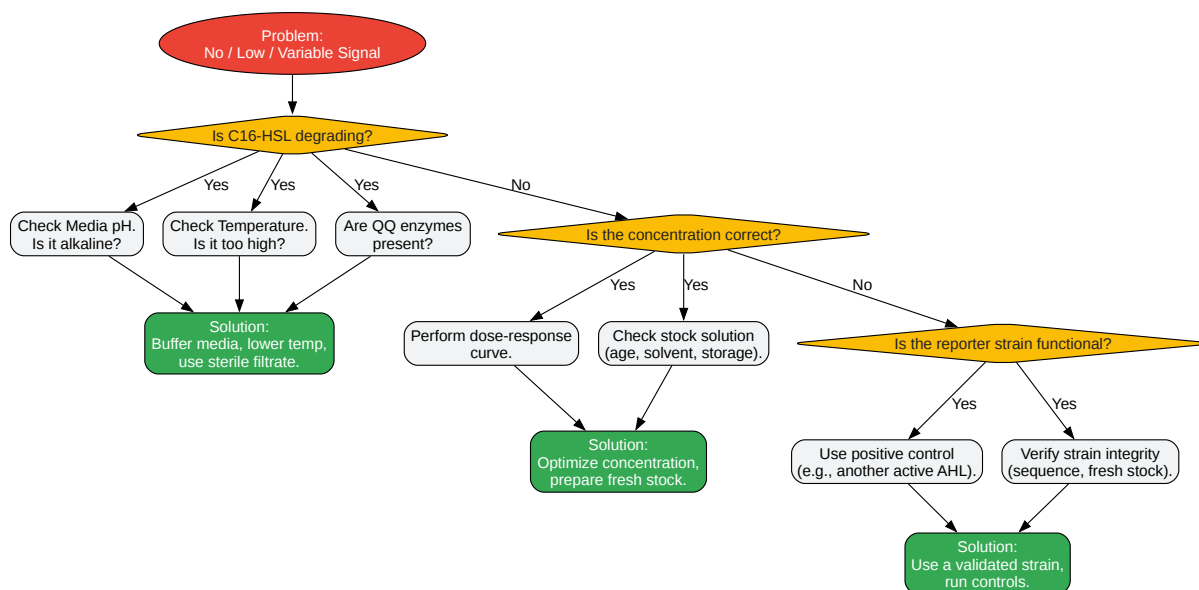 Problem:
No / Low / Variable Signal
Is C16-HSL degrading?
Yes
Yes
Yes
No
Check Media pH.
Is it alkaline?
Check Temperature.
Is it too high?
Are QQ enzymes
present?
Is the concentration correct?
Solution:
Buffer media, lower temp,
use sterile filtrate.
Yes
Yes
No
Perform dose-response
curve.
Check stock solution
(age, solvent, storage).
Is the reporter strain functional?
Solution:
Optimize concentration,
prepare fresh stock.
Yes
Yes
Use positive control
(e.g., another active AHL).
Verify strain integrity
(sequence, fresh stock).
Solution:
Use a validated strain,
run controls.